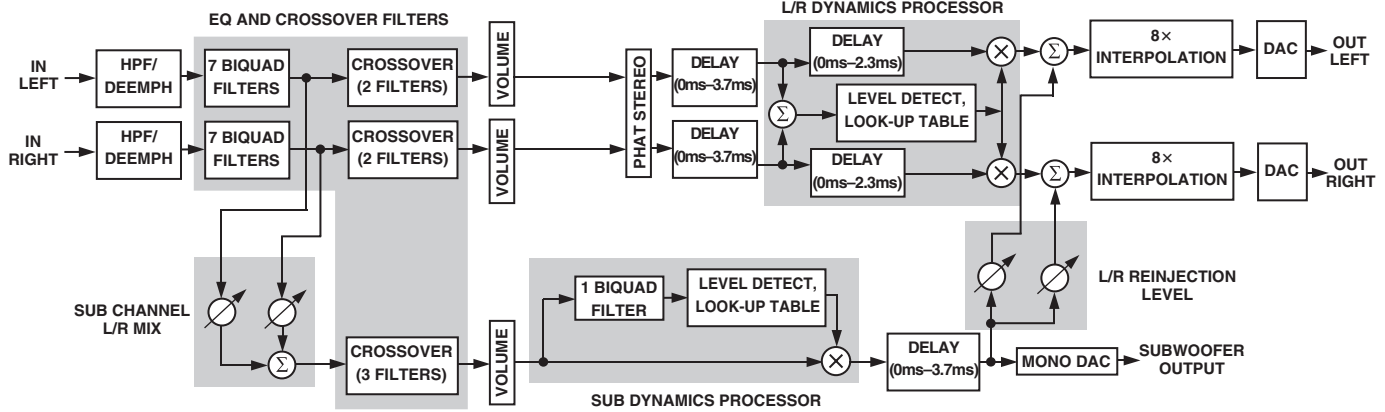 EQ AND CROSSOVER FILTERS
L/R DYNAMICS PROCESSOR
IN
LEFT
HPF/
DEEMPH
7 BIQUAD
FILTERS
CROSSOVER
(2 FILTERS)
VOLUME
PHAT STEREO
DELAY
(0ms–3.7ms)
DELAY
(0ms–2.3ms)
×
Σ
8×
INTERPOLATION
DAC
OUT
LEFT
Σ
LEVEL DETECT,
LOOK-UP TABLE
IN
RIGHT
HPF/
DEEMPH
7 BIQUAD
FILTERS
CROSSOVER
(2 FILTERS)
VOLUME
DELAY
(0ms–3.7ms)
DELAY
(0ms–2.3ms)
×
Σ
8×
INTERPOLATION
DAC
OUT
RIGHT
SUB CHANNEL
L/R MIX
Σ
CROSSOVER
(3 FILTERS)
VOLUME
1 BIQUAD
FILTER
LEVEL DETECT,
LOOK-UP TABLE
×
SUB DYNAMICS PROCESSOR
DELAY
(0ms–3.7ms)
L/R REINJECTION
LEVEL
MONO DAC
SUBWOOFER
OUTPUT